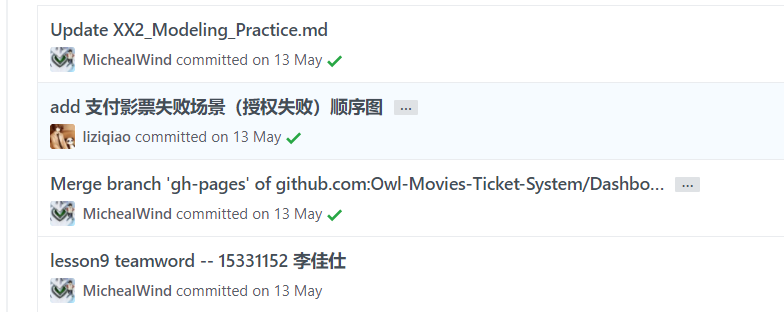 Update XX2_Modeling_Practice.md
MichealWind committed on 13 May
add 支付影票失败场景（授权失败）顺序图 …
liziqiao committed on 13 May
Merge branch 'gh-pages' of github.com:Owl-Movies-Ticket-System/Dashbo... …
MichealWind committed on 13 May
lesson9 teamword -- 15331152 李佳仕
MichealWind committed on 13 May